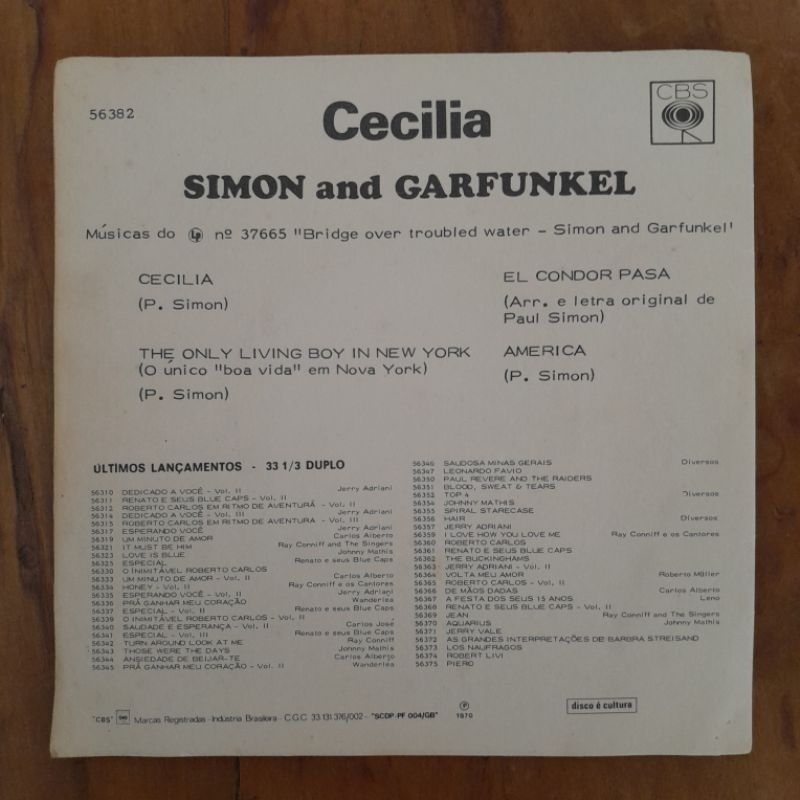 56382
Cecilia
CBS
SIMON and GARFUNKEL
Músicas do LP nº 37665 "Bridge over troubled water - Simon and Garfunkel'
CECILIA
(P. Simon)
THE ONLY LIVING BOY IN NEW YORK
(O único "boa vida" em Nova York)
(P. Simon)
EL CONDOR PASA
(Arr. e letra original de
Paul Simon)
AMERICA
(P. Simon)
ÚLTIMOS LANÇAMENTOS - 33 1/3 DUPLO
56310 DEDICADO A VOCÊ - Vol. II Jerry Adriani
56311 RENATO E SEUS BLUE CAPS - Vol. II
56312 ROBERTO CARLOS EM RITMO DE AVENTURA - Vol. II
56314 DEDICADO A VOCÊ - Vol. III Jerry Adriani
56315 ROBERTO CARLOS EM RITMO DE AVENTURA - Vol. III
56317 ESPERANDO VOCÊ Jerry Adriani
56319 UM MINUTO DE AMOR Carlos Alberto
56321 IT MUST BE HIM Ray Conniff and The Singers
56323 LOVE IS BLUE Johnny Mathis
56325 ESPECIAL Renato e seus Blue Caps
56330 O INIMITÁVEL ROBERTO CARLOS
56333 UM MINUTO DE AMOR - Vol. II Carlos Alberto
56334 HONEY - Vol. II Ray Conniff e os Cantores
56335 ESPERANDO VOCÊ - Vol. II Jerry Adriani
56336 PRÁ GANHAR MEU CORAÇÃO Wanderléa
56337 ESPECIAL - Vol. II Renato e seus Blue Caps
56339 O INIMITÁVEL ROBERTO CARLOS - Vol. II
56340 SAUDADE E ESPERANÇA - Vol. II Carlos José
56341 ESPECIAL - Vol. III Renato e seus Blue Caps
56342 TURN AROUND LOOK AT ME Ray Conniff
56343 THOSE WERE THE DAYS Johnny Mathis
56344 ANSIEDADE DE BEIJAR-TE Carlos Alberto
56345 PRÁ GANHAR MEU CORAÇÃO - Vol. II Wanderléa
56346 SAUDOSA MINAS GERAIS Diversos
56347 LEONARDO FAVIO
56350 PAUL REVERE AND THE RAIDERS
56351 BLOOD, SWEAT & TEARS
56353 TOP 4 Diversos
56354 JOHNNY MATHIS
56355 SPIRAL STARECASE
56356 HAIR Diversos
56357 JERRY ADRIANI
56359 I LOVE HOW YOU LOVE ME Ray Conniff e os Cantores
56360 ROBERTO CARLOS
56361 RENATO E SEUS BLUE CAPS
56362 THE BUCKINGHAMS
56363 JERRY ADRIANI - Vol. II
56364 VOLTA MEU AMOR Roberto Müller
56365 ROBERTO CARLOS - Vol. II
56366 DE MÃOS DADAS Carlos Alberto
56367 A FESTA DOS SEUS 15 ANOS Leno
56368 RENATO E SEUS BLUE CAPS - Vol. II
56369 JEAN Ray Conniff and The Singers
56370 AQUARIUS Johnny Mathis
56371 JERRY VALE
56372 AS GRANDES INTERPRETAÇÕES DE BARBRA STREISAND
56373 LOS NAUFRAGOS
56374 ROBERT LIVI
56375 PIERO
"CBS" Marcas Registradas - Indústria Brasileira - C.G.C. 33.131.376/002 - "SCDP-PF 004/GB"
℗
1970
disco é cultura